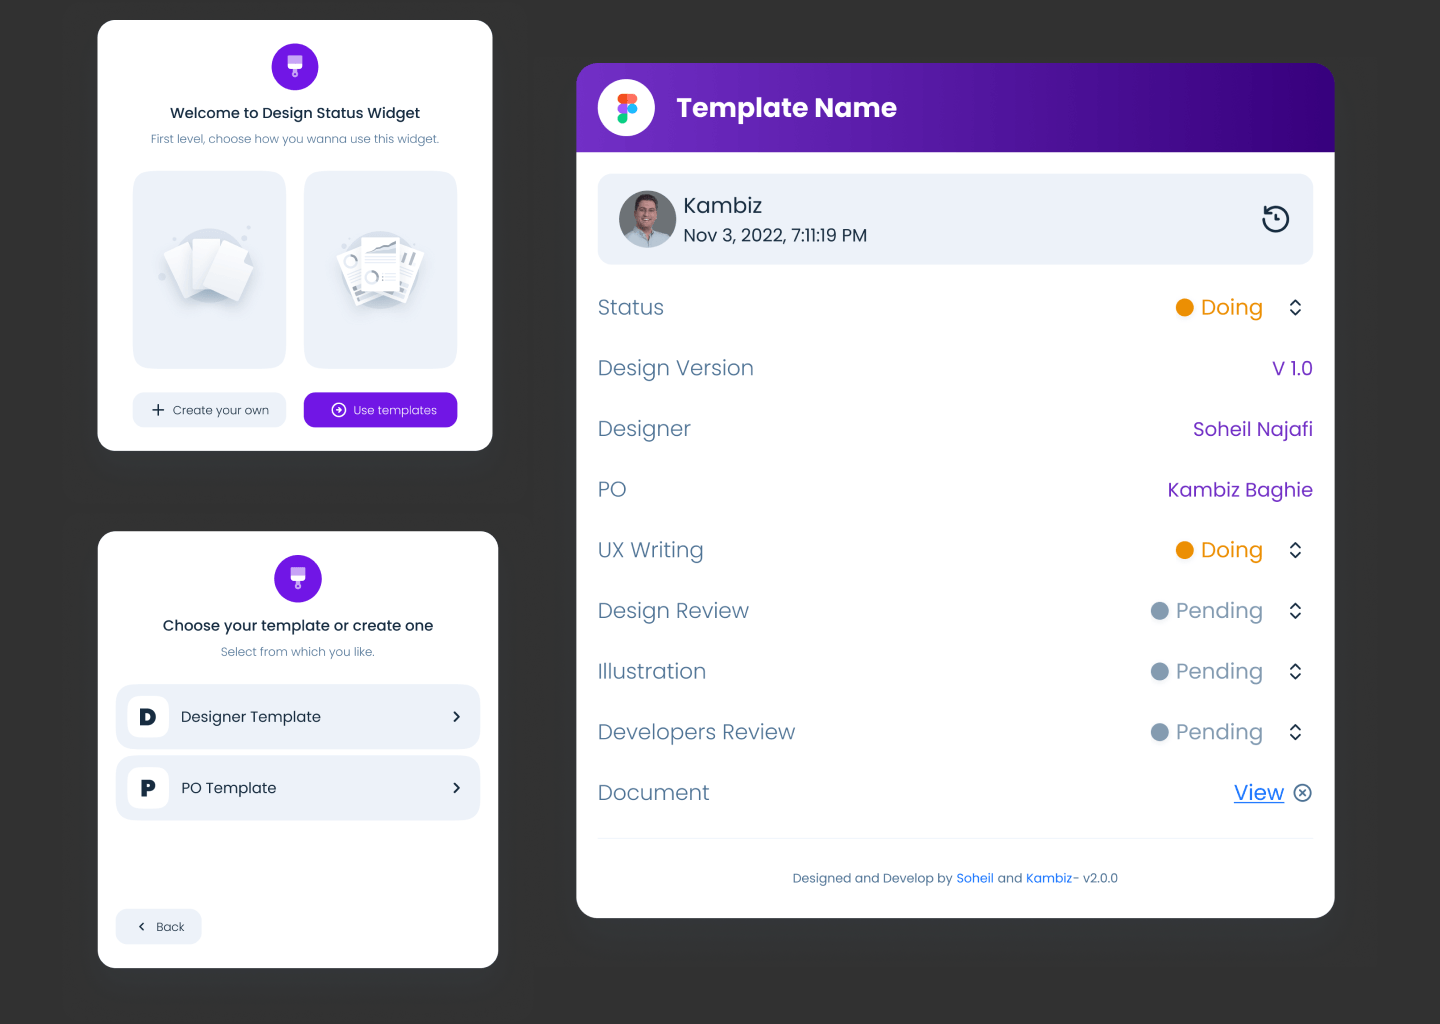 Welcome to Design Status Widget
First level, choose how you wanna use this widget.
Create your own
Use templates
Choose your template or create one
Select from which you like.
D Designer Template
P PO Template
Back
Template Name
Kambiz
Nov 3, 2022, 7:11:19 PM
Status Doing
Design Version V 1.0
Designer Soheil Najafi
PO Kambiz Baghie
UX Writing Doing
Design Review Pending
Illustration Pending
Developers Review Pending
Document View
Designed and Develop by Soheil and Kambiz- v2.0.0